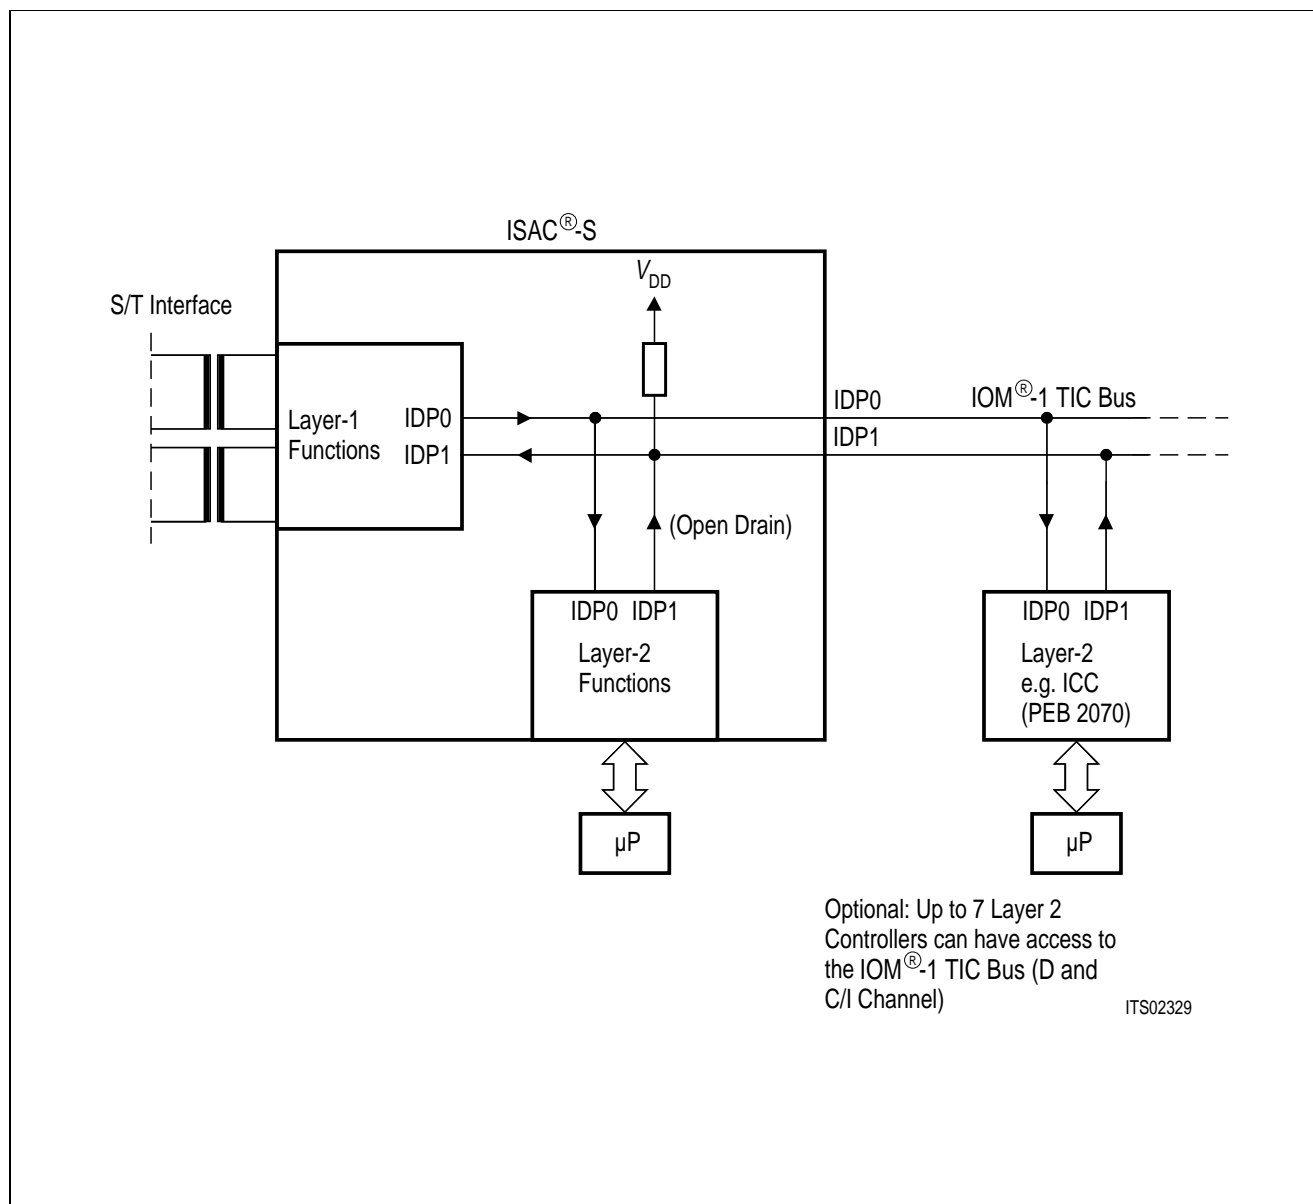 ISAC®-S
VDD
S/T Interface
Layer-1
Functions
IDP0
IDP1
IDP0
IDP1
IOM®-1 TIC Bus
(Open Drain)
IDP0 IDP1
Layer-2
Functions
IDP0 IDP1
Layer-2
e.g. ICC
(PEB 2070)
µP
µP
Optional: Up to 7 Layer 2
Controllers can have access to
the IOM®-1 TIC Bus (D and
C/I Channel)
ITS02329